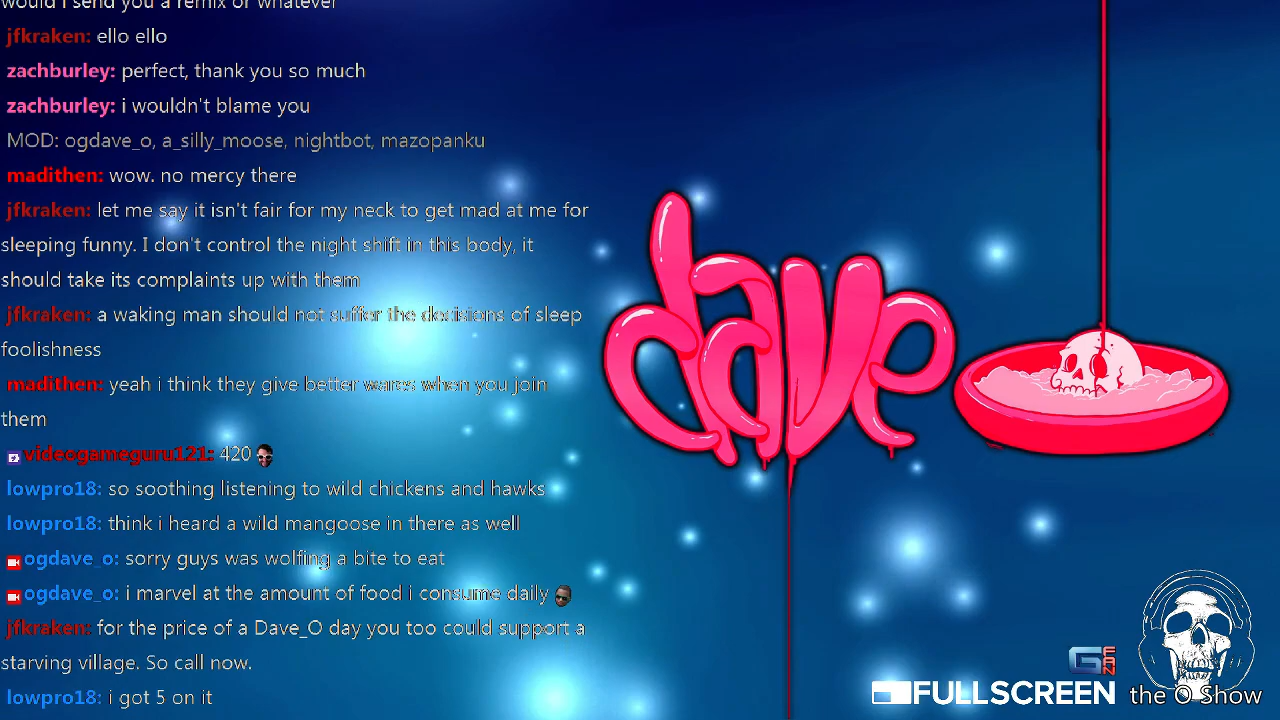 would i send you a remix or whatever
jfkraken: ello ello
zachburley: perfect, thank you so much
zachburley: i wouldn't blame you
MOD: ogdave_o, a_silly_moose, nightbot, mazopanku
madithen: wow. no mercy there
jfkraken: let me say it isn't fair for my neck to get mad at me for
sleeping funny. I don't control the night shift in this body, it
should take its complaints up with them
jfkraken: a waking man should not suffer the decisions of sleep
foolishness
madithen: yeah i think they give better wares when you join
them
videogameguru121: 420
lowpro18: so soothing listening to wild chickens and hawks
lowpro18: think i heard a wild mangoose in there as well
ogdave_o: sorry guys was wolfing a bite to eat
ogdave_o: i marvel at the amount of food i consume daily
jfkraken: for the price of a Dave_O day you too could support a
starving village. So call now.
lowpro18: i got 5 on it
dave
G FAN
FULLSCREEN
the O Show